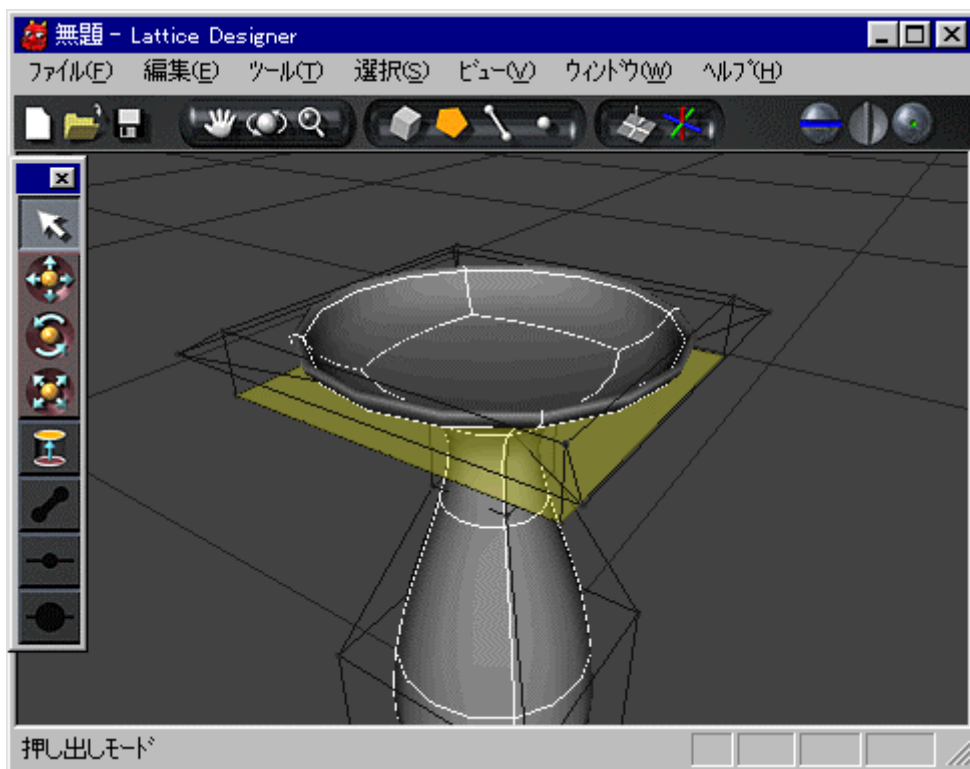 無題 - Lattice Designer
ファイル(F) 編集(E) ツール(T) 選択(S) ビュー(V) ウィンドウ(W) ヘルプ(H)
押し出しモード